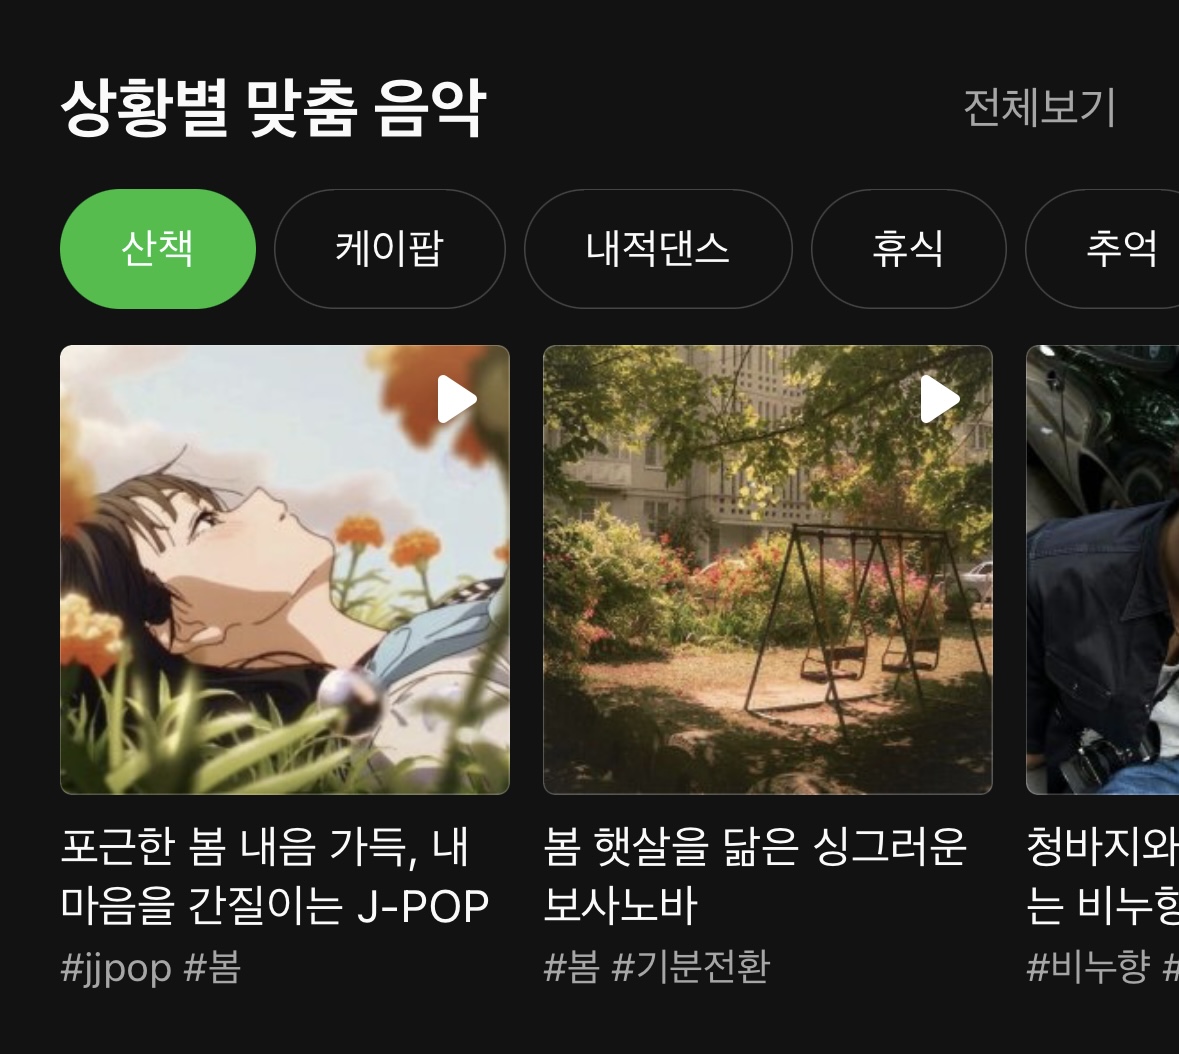 상황별 맞춤 음악
전체보기
산책
케이팝
내적댄스
휴식
추억
포근한 봄 내음 가득, 내
마음을 간질이는 J-POP
#jjpop #봄
봄 햇살을 닮은 싱그러운
보사노바
#봄 #기분전환
청바지와
는 비누향
#비누향 #